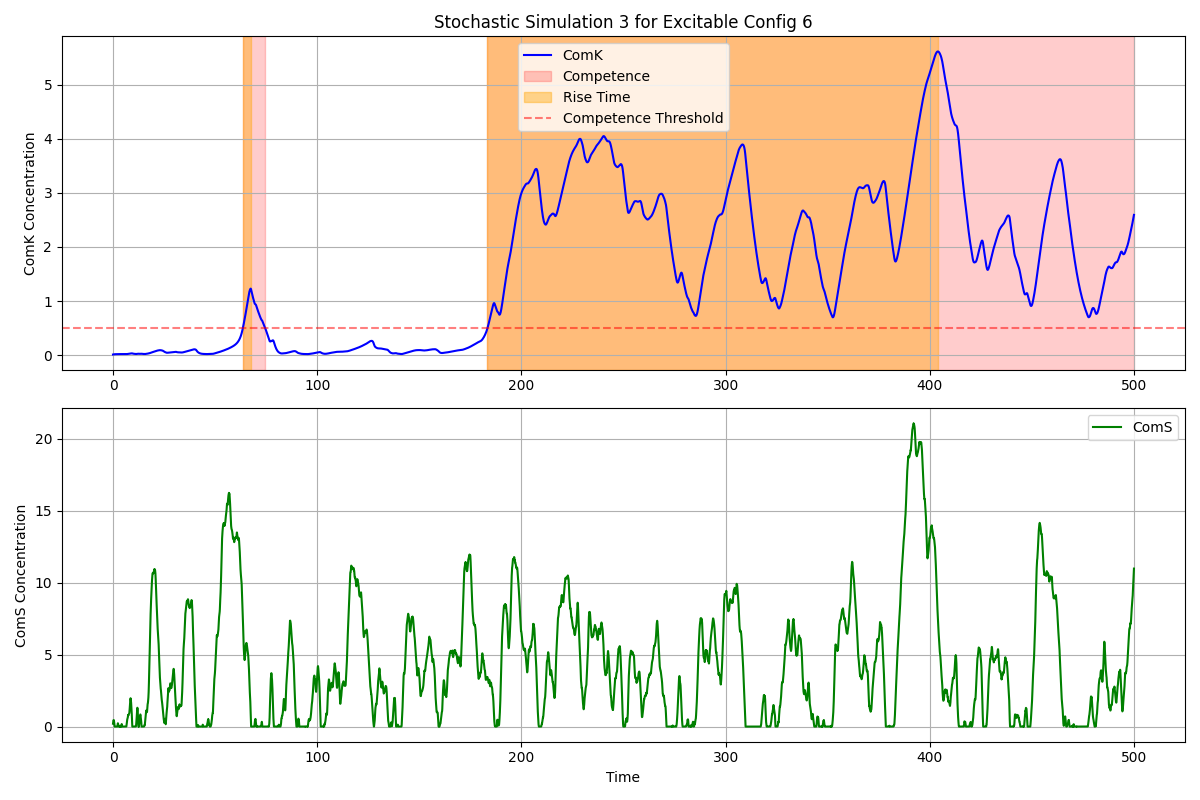 Stochastic Simulation 3 for Excitable Config 6
ComK Concentration
5
4
3
2
1
0
ComK
Competence
Rise Time
Competence Threshold
0 100 200 300 400 500
ComS Concentration
20
15
10
5
0
ComS
0 100 200 300 400 500
Time